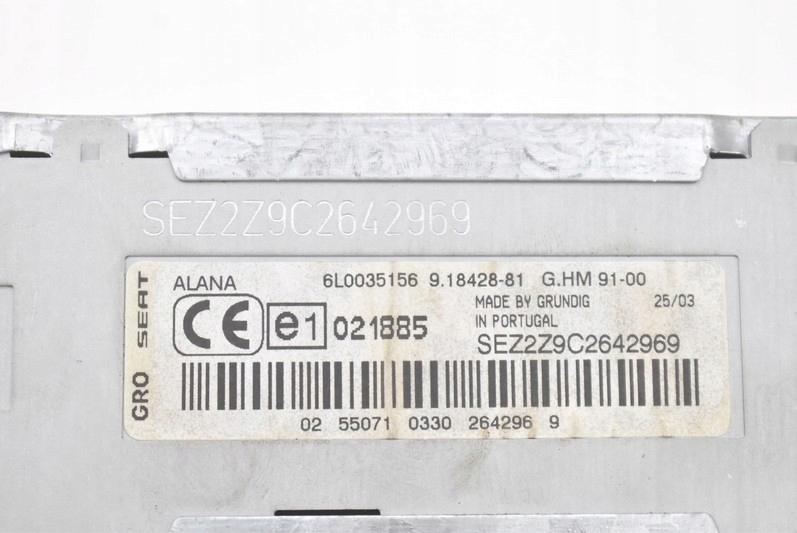 SEZ2Z9C2642969
GRO SEAT
ALANA 6L0035156 9.18428-81 G.HM 91-00
MADE BY GRUNDIG 25/03
IN PORTUGAL
CE e1 021885
SEZ2Z9C2642969
02 55071 0330 264296 9